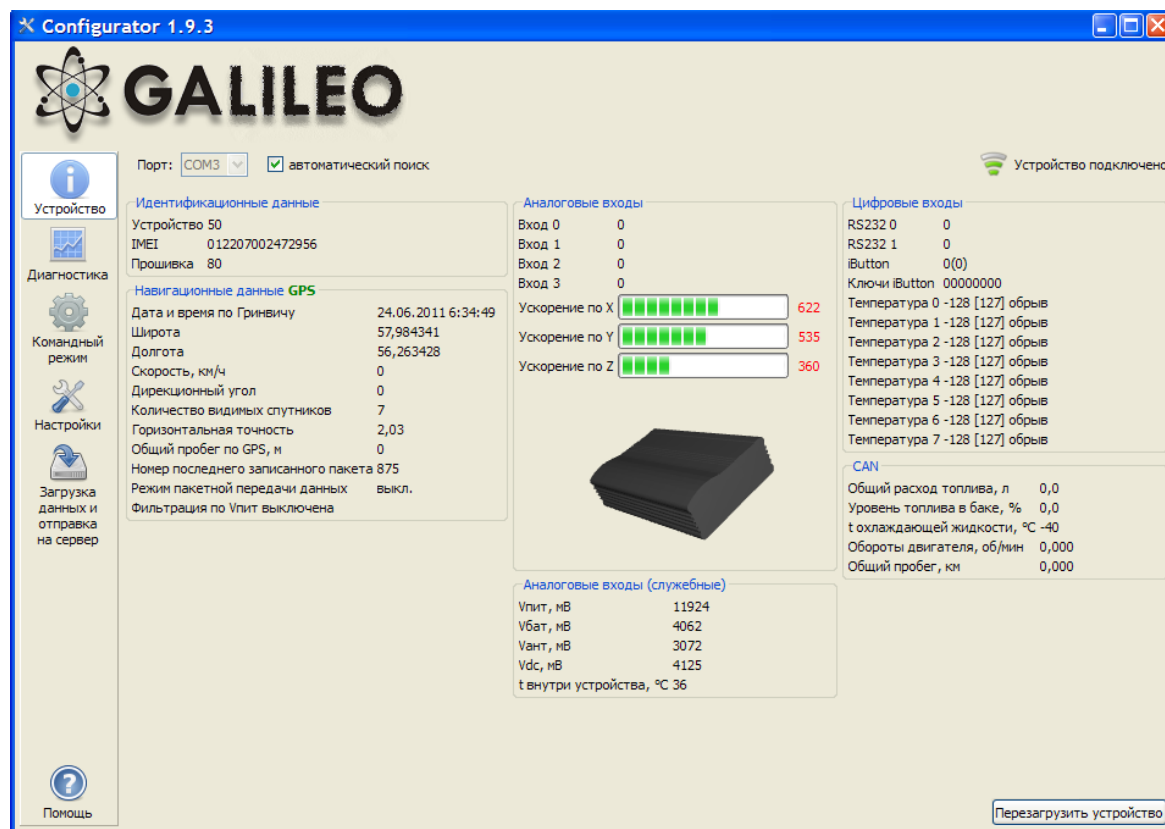 Configurator 1.9.3
GALILEO
Порт: COM3 автоматический поиск
Устройство подключено
Устройство
Диагностика
Командный
режим
Настройки
Загрузка
данных и
отправка
на сервер
Помощь
Идентификационные данные
Устройство 50
IMEI 012207002472956
Прошивка 80
Навигационные данные GPS
Дата и время по Гринвичу 24.06.2011 6:34:49
Широта 57,984341
Долгота 56,263428
Скорость, км/ч 0
Дирекционный угол 0
Количество видимых спутников 7
Горизонтальная точность 2,03
Общий пробег по GPS, м 0
Номер последнего записанного пакета 875
Режим пакетной передачи данных выкл.
Фильтрация по Vпит выключена
Аналоговые входы
Вход 0 0
Вход 1 0
Вход 2 0
Вход 3 0
Ускорение по X 622
Ускорение по Y 535
Ускорение по Z 360
Аналоговые входы (служебные)
Vпит, мВ 11924
Vбат, мВ 4062
Vант, мВ 3072
Vdc, мВ 4125
t внутри устройства, °C 36
Цифровые входы
RS232 0 0
RS232 1 0
iButton 0(0)
Ключи iButton 00000000
Температура 0 -128 [127] обрыв
Температура 1 -128 [127] обрыв
Температура 2 -128 [127] обрыв
Температура 3 -128 [127] обрыв
Температура 4 -128 [127] обрыв
Температура 5 -128 [127] обрыв
Температура 6 -128 [127] обрыв
Температура 7 -128 [127] обрыв
CAN
Общий расход топлива, л 0,0
Уровень топлива в баке, % 0,0
t охлаждающей жидкости, °C -40
Обороты двигателя, об/мин 0,000
Общий пробег, км 0,000
Перезагрузить устройство